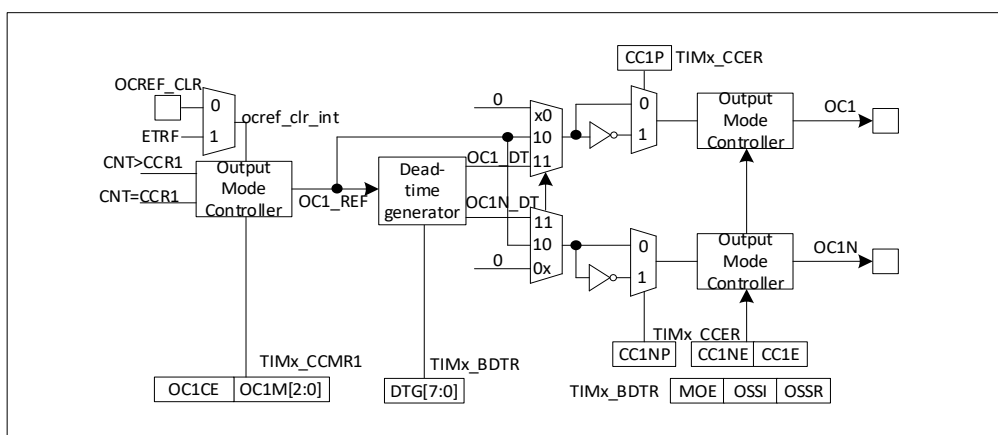 CC1P
TIMx_CCER
OCREF_CLR
0
1
ETRF
ocref_clr_int
CNT>CCR1
CNT=CCR1
Output
Mode
Controller
OC1_REF
Dead-
time
generator
OC1_DT
OC1N_DT
0
x0
10
11
11
10
0x
0
0
1
Output
Mode
Controller
OC1
0
1
Output
Mode
Controller
OC1N
TIMx_CCER
CC1NP
CC1NE
CC1E
TIMx_CCMR1
OC1CE
OC1M[2:0]
TIMx_BDTR
DTG[7:0]
TIMx_BDTR
MOE
OSSI
OSSR